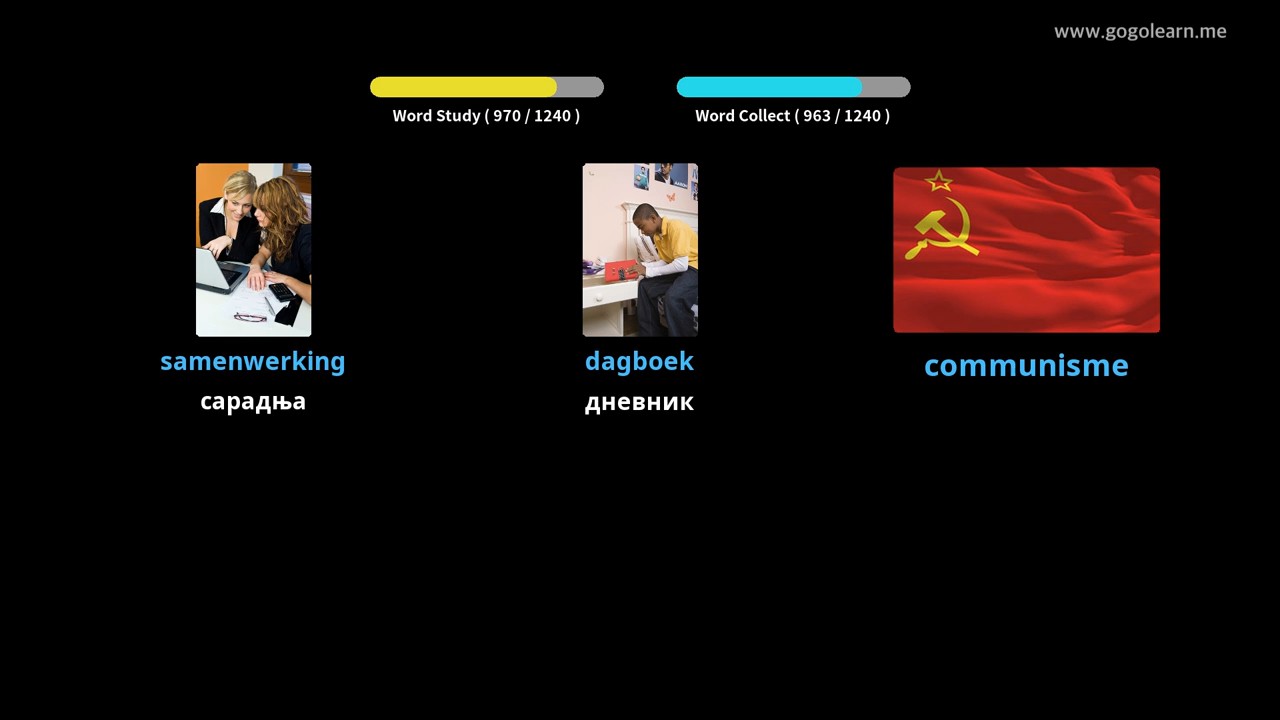 www.gogolearn.me
Word Study ( 970 / 1240 )
Word Collect ( 963 / 1240 )
samenwerking
сарадња
dagboek
дневник
communisme